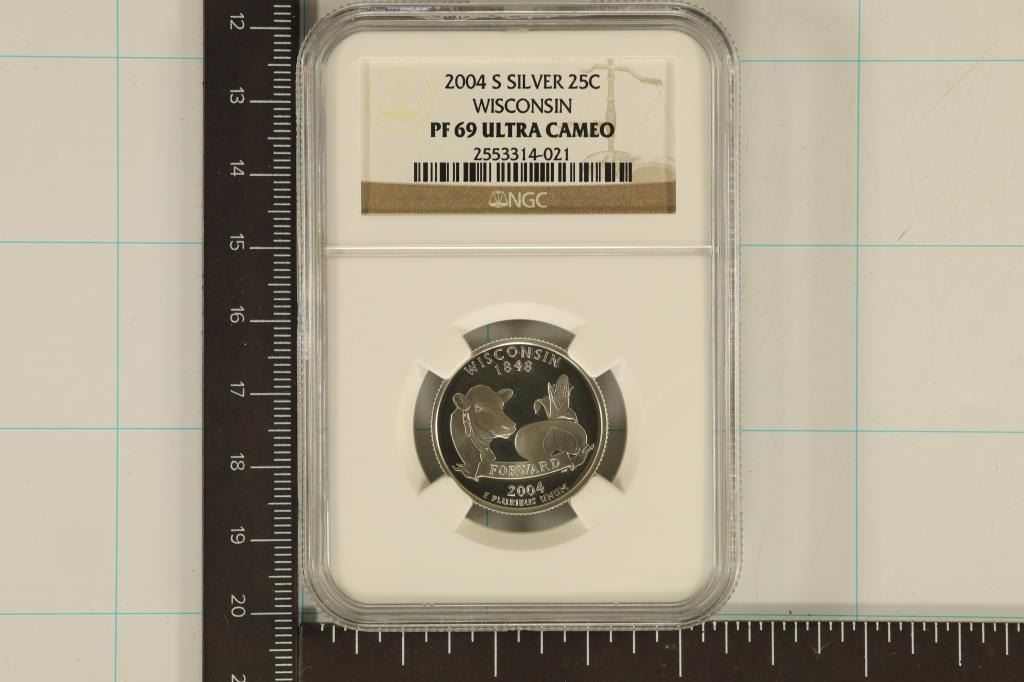 2004 S SILVER 25C
WISCONSIN
PF 69 ULTRA CAMEO
2553314-021
NGC
WISCONSIN
1848
FORWARD
2004
E PLURIBUS UNUM
12
13
14
15
16
17
18
19
20
2